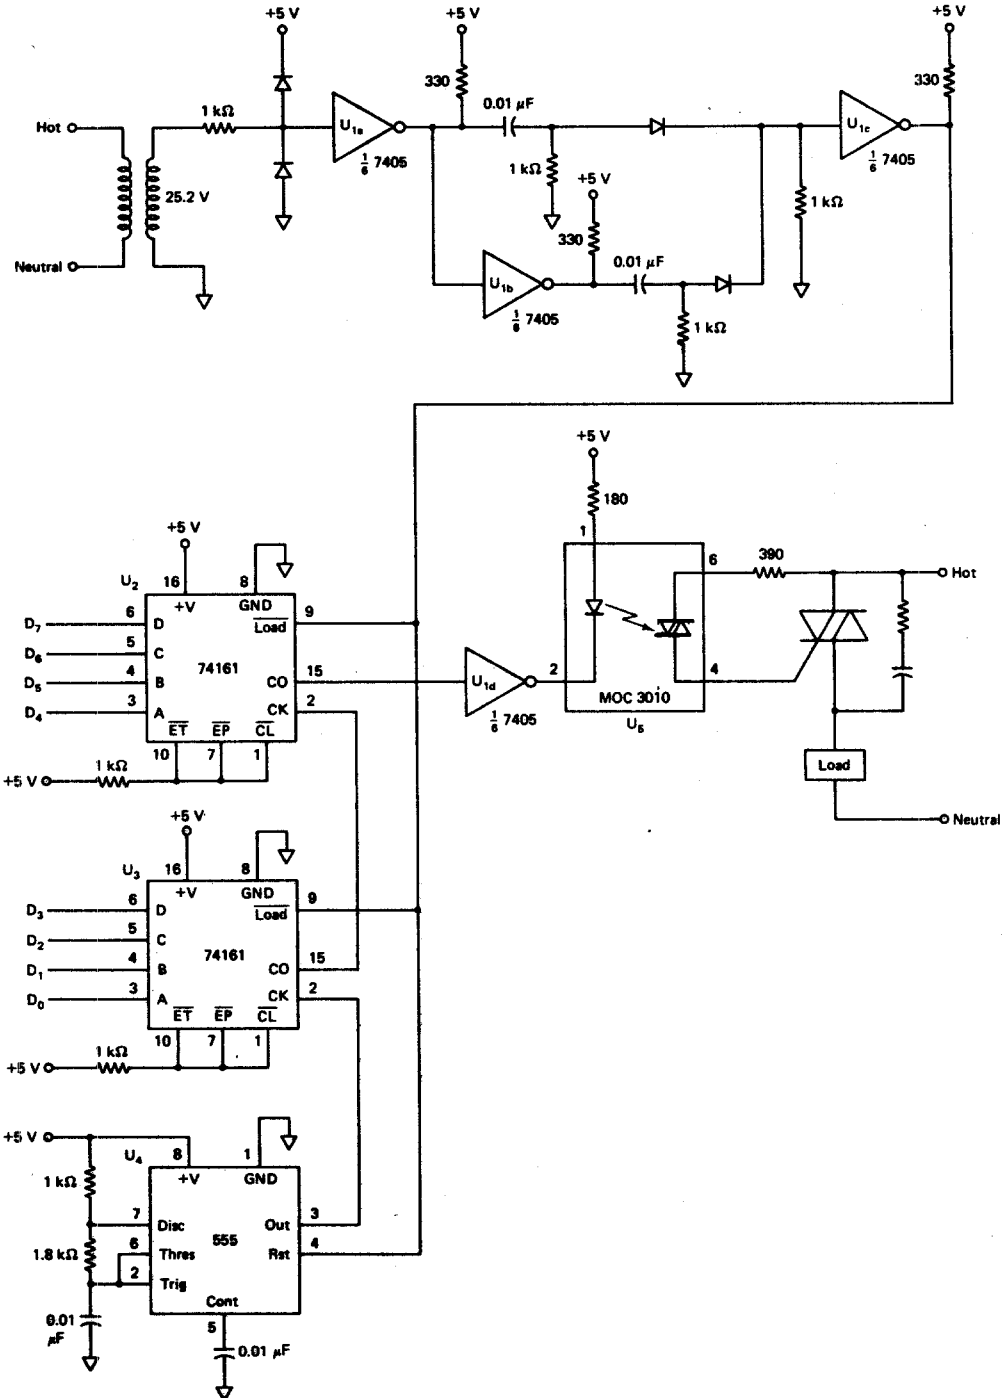 +5 V
+5 V
+5 V
330
330
0.01 µF
1 kΩ
Hot
U1a
1/6 7405
U1c
1/6 7405
1 kΩ
+5 V
25.2 V
1 kΩ
330
0.01 µF
Neutral
U1b
1/6 7405
1 kΩ
+5 V
180
+5 V
1
6
390
Hot
U2
16
8
+V
GND
9
D7
6
D
Load
D6
5
C
74161
15
D5
4
B
CO
U1d
2
4
D4
3
A
CK
2
1/6 7405
MOC 3010
U5
ET
EP
CL
10
7
1
+5 V
1 kΩ
Load
Neutral
+5 V
U3
16
8
+V
GND
9
D3
6
D
Load
D2
5
C
74161
15
D1
4
B
CO
D0
3
A
CK
2
ET
EP
CL
10
7
1
+5 V
1 kΩ
+5 V
U4
8
1
+V
GND
1 kΩ
7
Disc
Out
3
555
1.8 kΩ
6
Thres
Rst
4
2
Trig
Cont
0.01
µF
5
0.01 µF